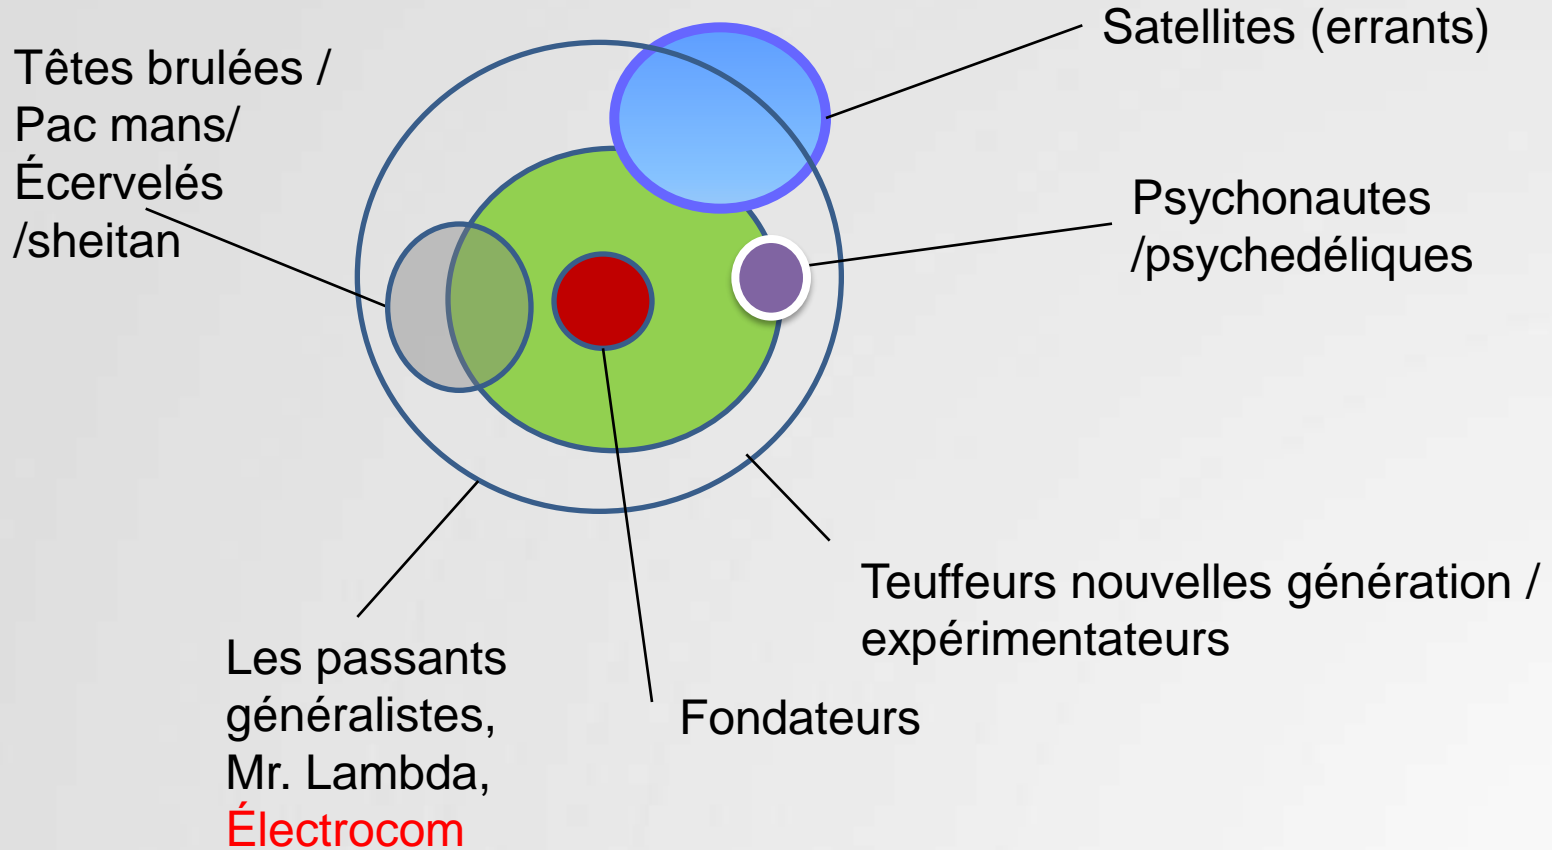 Satellites (errants)
Têtes brulées /
Pac mans/
Écervelés
/sheitan
Psychonautes
/psychedéliques
Teuffeurs nouvelles génération /
expérimentateurs
Les passants
généralistes,
Mr. Lambda,
Électrocom
Fondateurs